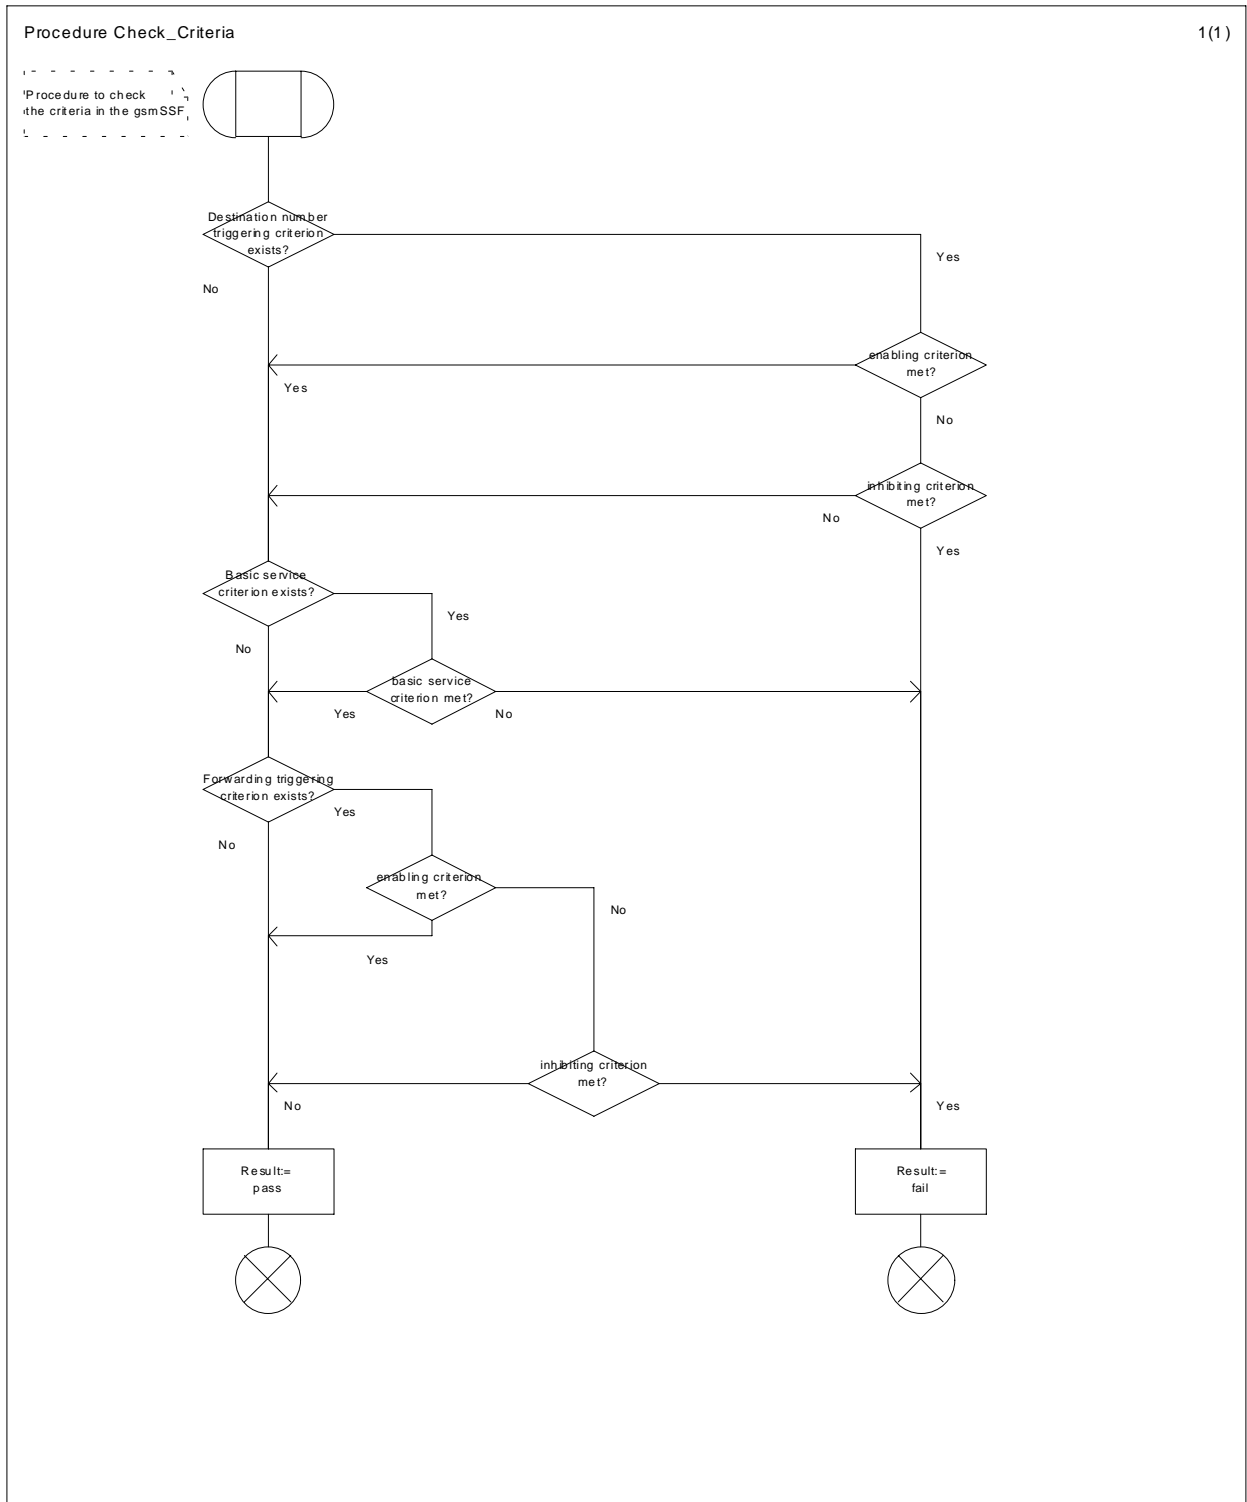 Procedure Check_Criteria
1(1)
Procedure to check
the criteria in the gsmSSF
Destination number
triggering criterion
exists?
Yes
No
enabling criterion
met?
Yes
No
inhibiting criterion
met?
No
Yes
Basic service
criterion exists?
Yes
No
basic service
criterion met?
Yes
No
Forwarding triggering
criterion exists?
Yes
No
enabling criterion
met?
No
Yes
inhibiting criterion
met?
No
Yes
Result:=
pass
Result:=
fail